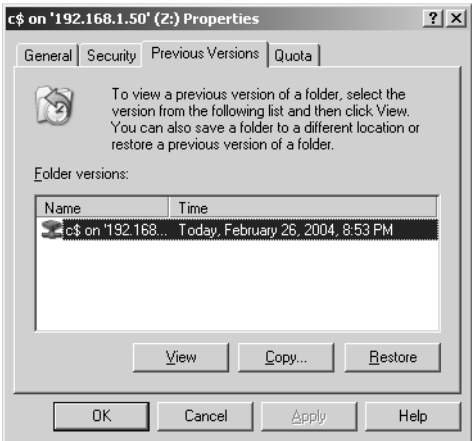 c$ on '192.168.1.50' (Z:) Properties
General Security Previous Versions Quota
To view a previous version of a folder, select the
version from the following list and then click View.
You can also save a folder to a different location or
restore a previous version of a folder.
Folder versions:
Name Time
c$ on '192.168... Today, February 26, 2004, 8:53 PM
View Copy... Restore
OK Cancel Apply Help